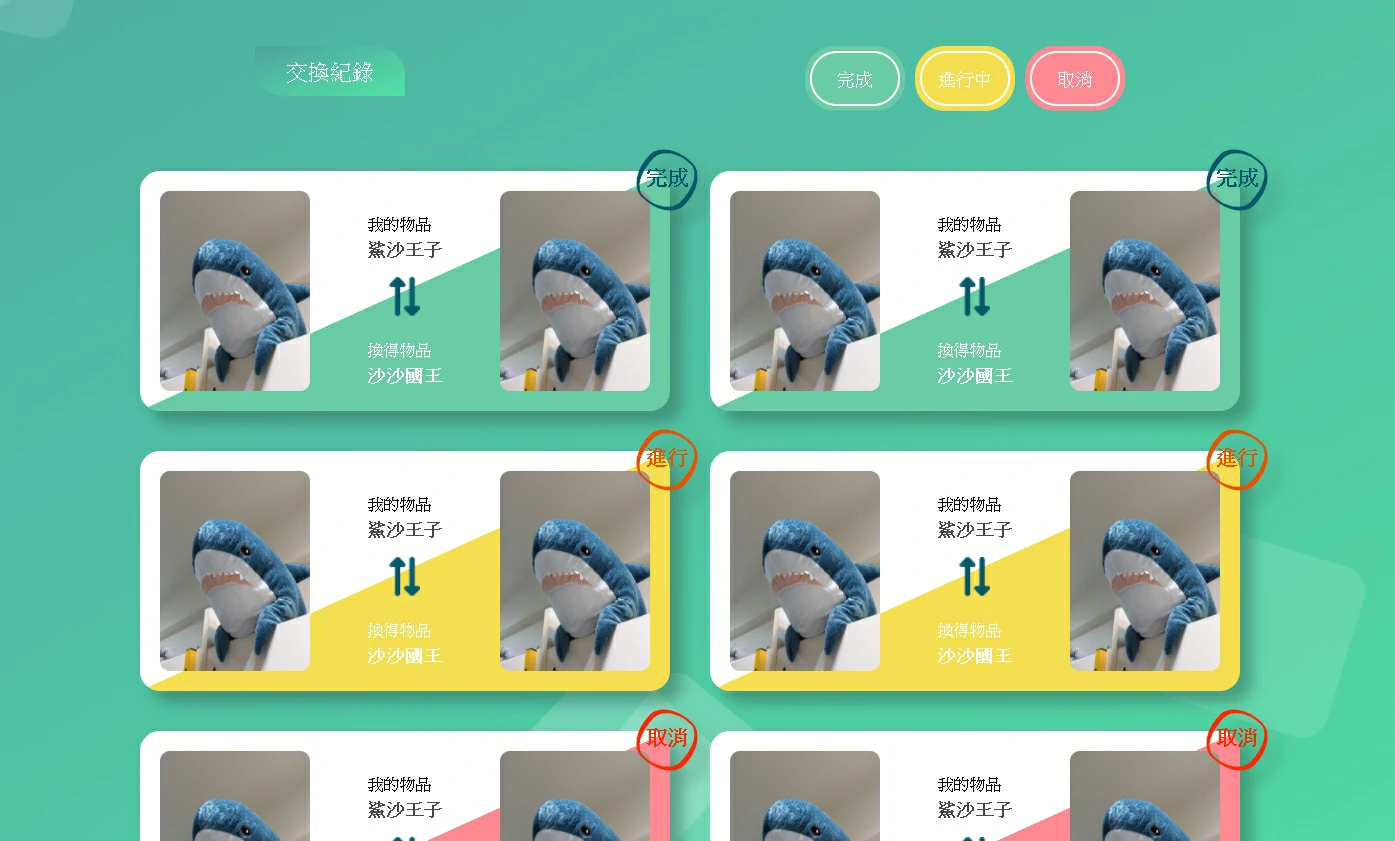 交換紀錄
完成
進行中
取消
完成
我的物品
鯊沙王子
換得物品
沙沙國王
完成
我的物品
鯊沙王子
換得物品
沙沙國王
進行
我的物品
鯊沙王子
換得物品
沙沙國王
進行
我的物品
鯊沙王子
換得物品
沙沙國王
取消
我的物品
鯊沙王子
取消
我的物品
鯊沙王子